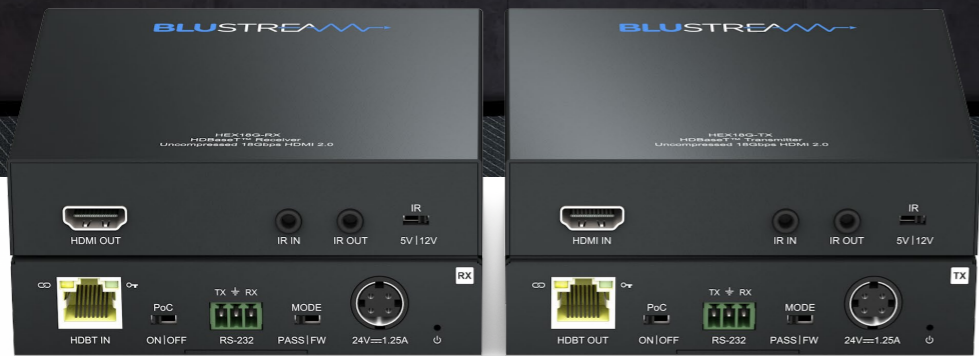 BLUSTREAM
HEX18G-RX
HDBaseT™ Receiver
Uncompressed 18Gbps HDMI 2.0
HDMI OUT
IR IN
IR OUT
IR
5V|12V
RX
HDBT IN
PoC
ON|OFF
TX RX
RS-232
MODE
PASS|FW
24V⎓1.25A
BLUSTREAM
HEX18G-TX
HDBaseT™ Transmitter
Uncompressed 18Gbps HDMI 2.0
HDMI IN
IR IN
IR OUT
IR
5V|12V
TX
HDBT OUT
PoC
ON|OFF
TX RX
RS-232
MODE
PASS|FW
24V⎓1.25A